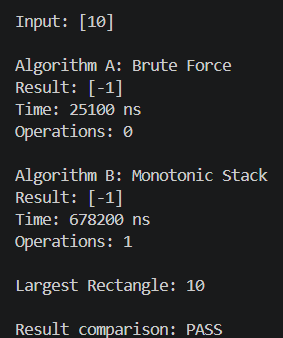 Input: [10]
Algorithm A: Brute Force
Result: [-1]
Time: 25100 ns
Operations: 0
Algorithm B: Monotonic Stack
Result: [-1]
Time: 678200 ns
Operations: 1
Largest Rectangle: 10
Result comparison: PASS